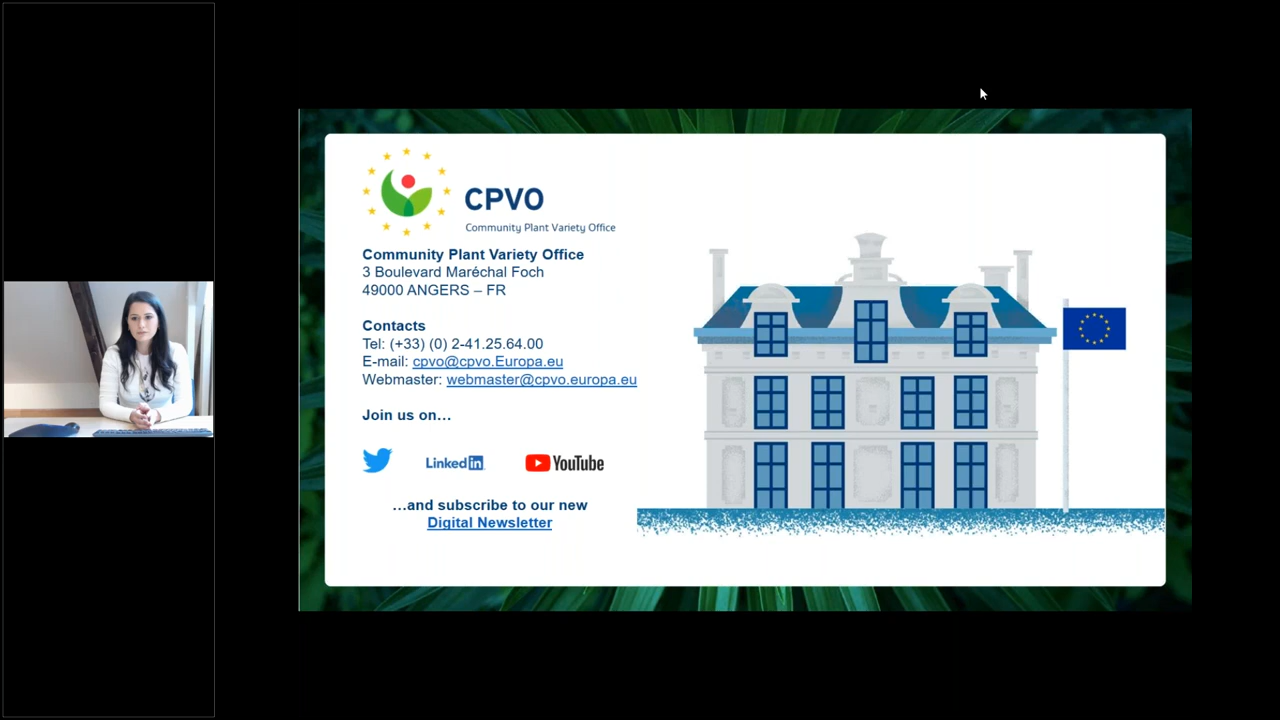 CPVO
Community Plant Variety Office
Community Plant Variety Office
3 Boulevard Maréchal Foch
49000 ANGERS – FR
Contacts
Tel: (+33) (0) 2-41.25.64.00
E-mail: cpvo@cpvo.Europa.eu
Webmaster: webmaster@cpvo.europa.eu
Join us on…
Linked in
YouTube
…and subscribe to our new
Digital Newsletter